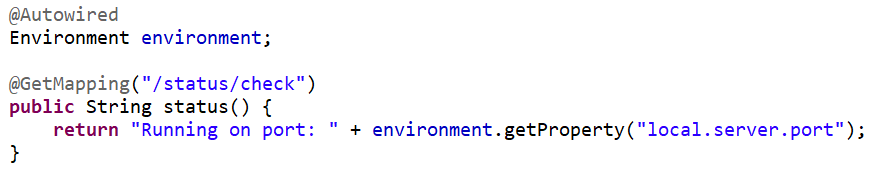 @Autowired
Environment environment;
@GetMapping("/status/check")
public String status() {
return "Running on port: " + environment.getProperty("local.server.port");
}